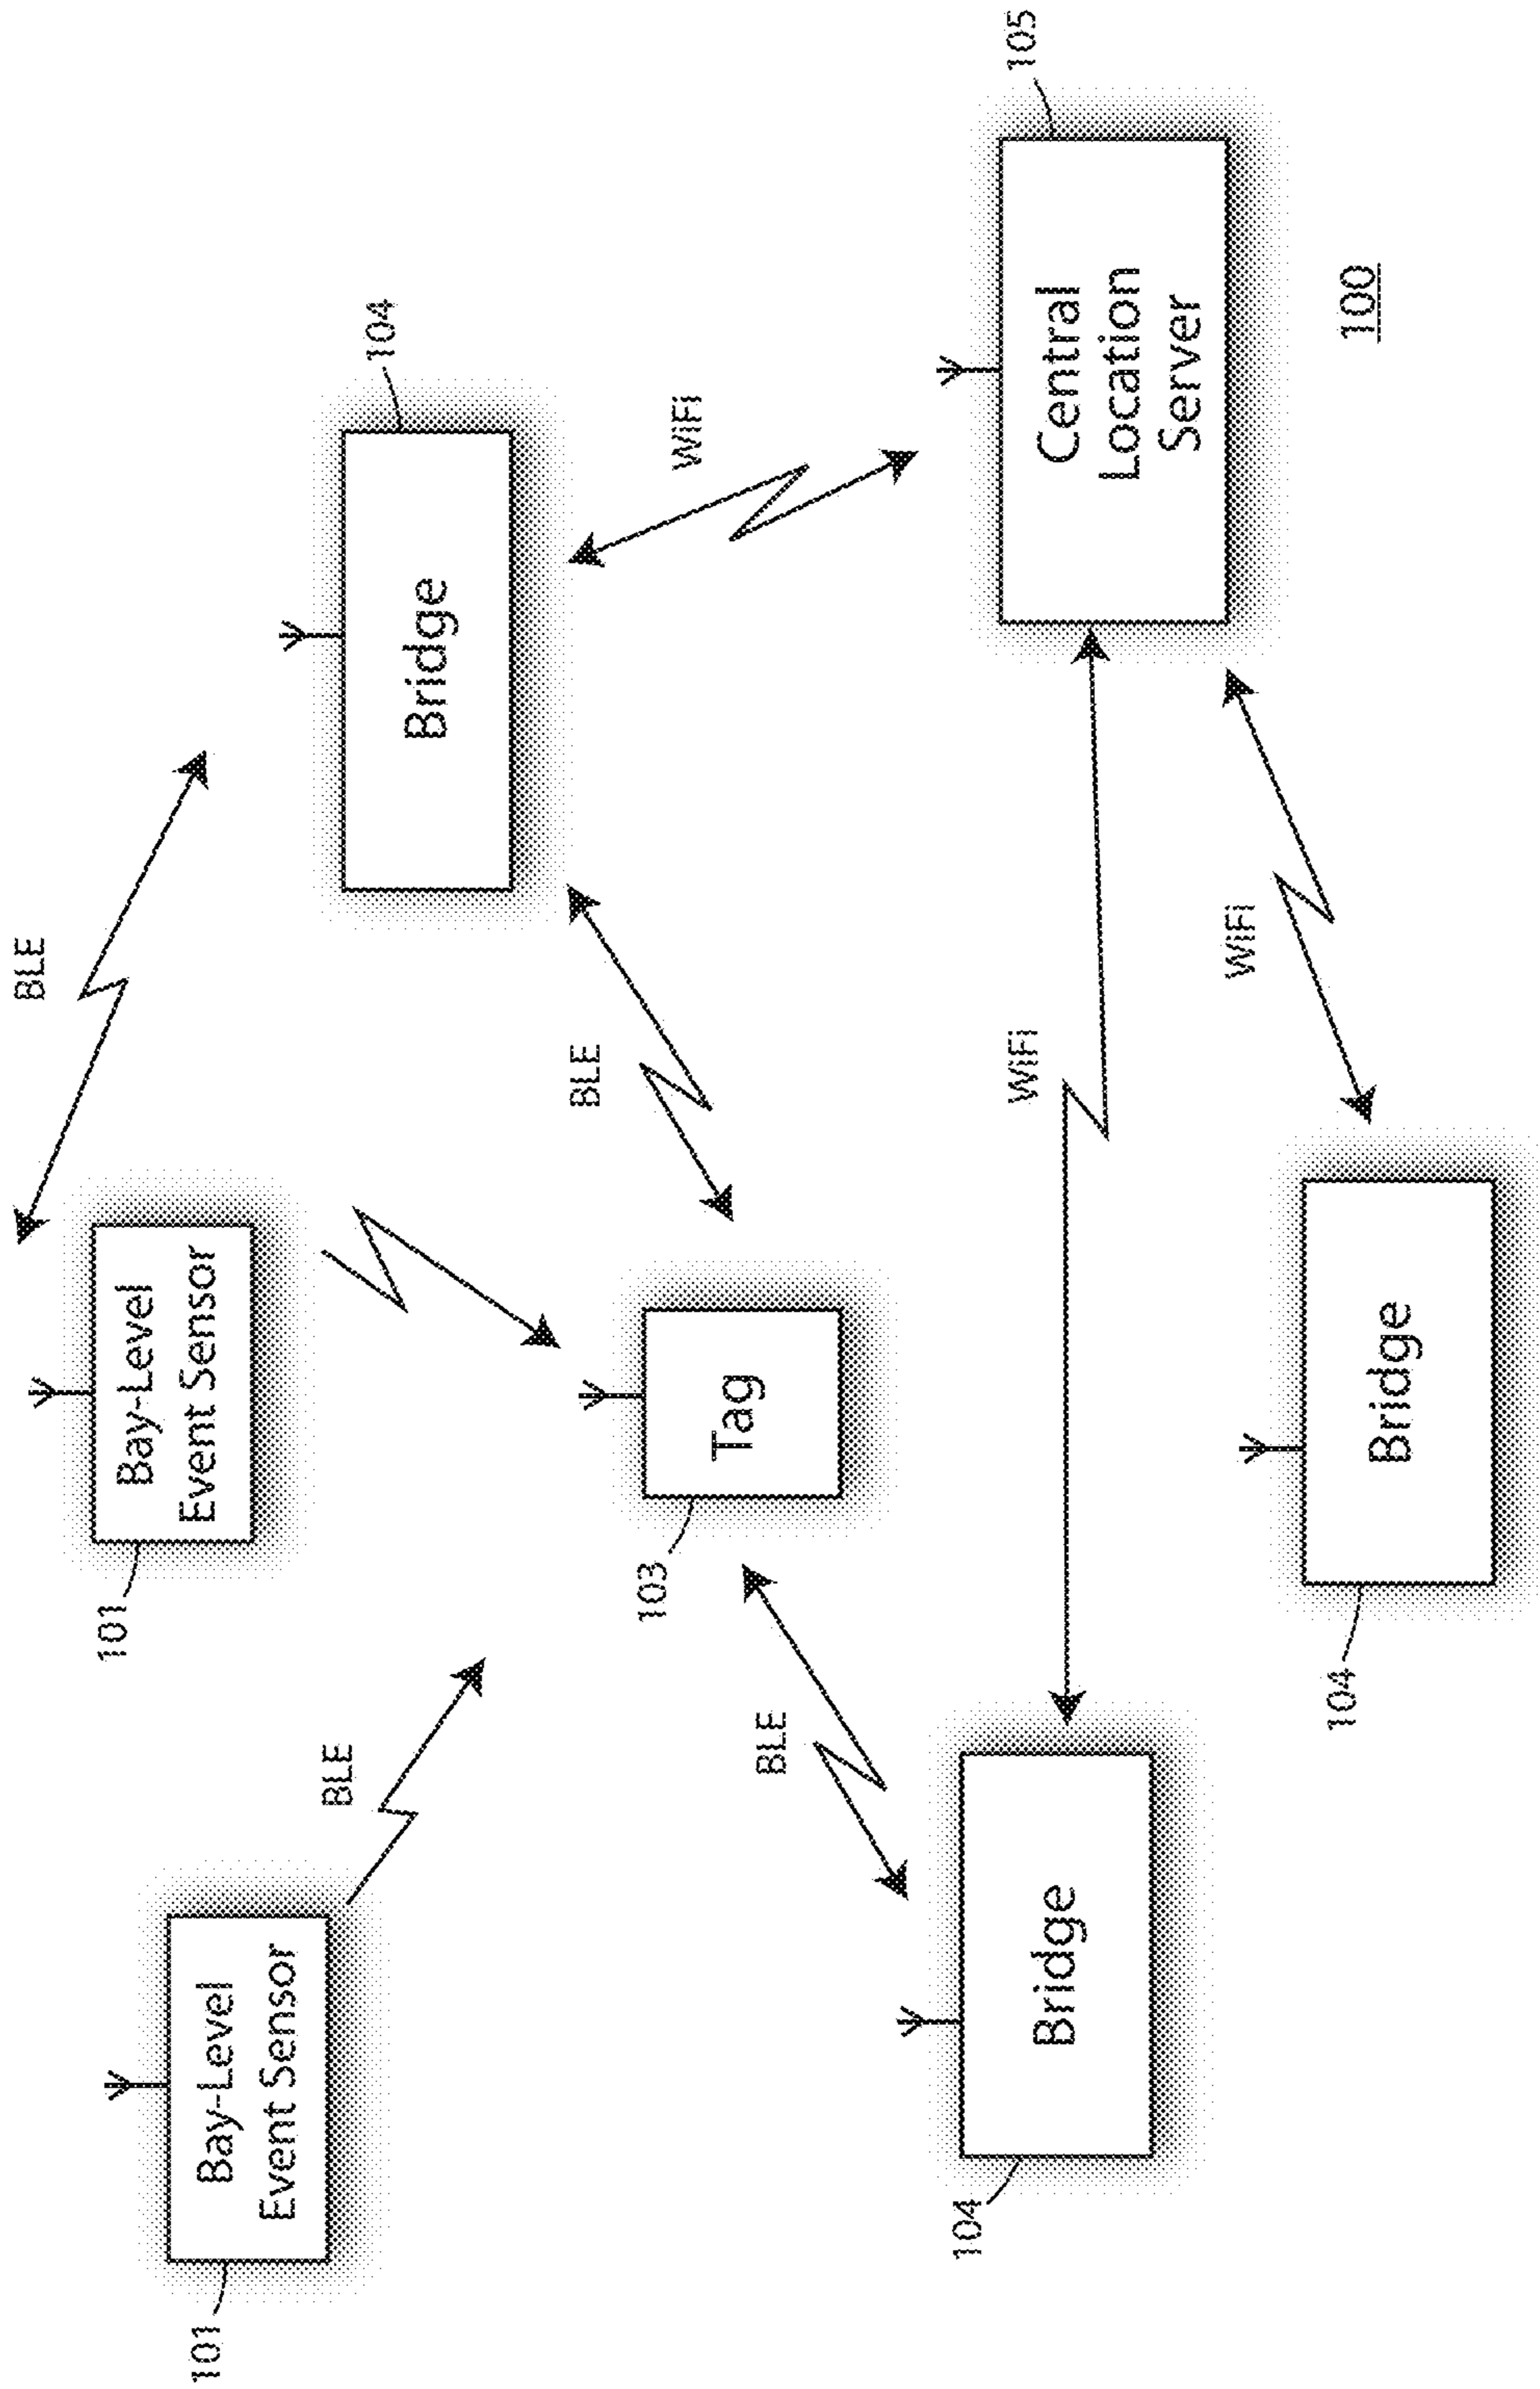 BLE
101
Bay-Level
Event Sensor
101
Bay-Level
Event Sensor
BLE
104
Bridge
BLE
103
Tag
WiFi
BLE
104
Bridge
WiFi
105
Central
Location
Server
WiFi
104
Bridge
100